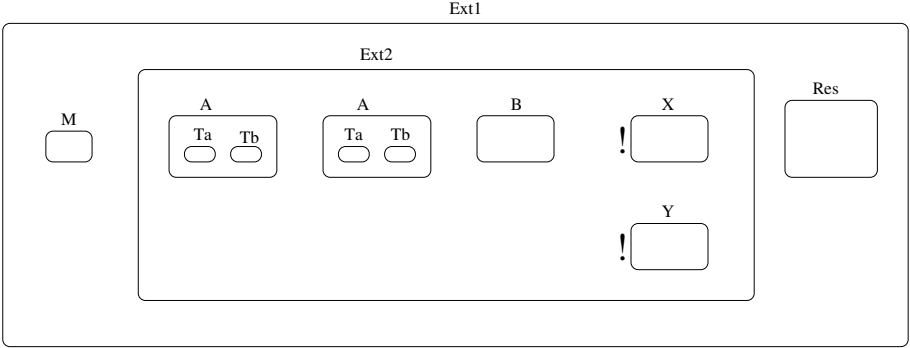 Ext1
Ext2
Res
A A B X
M
Ta Tb Ta Tb
!
Y
!